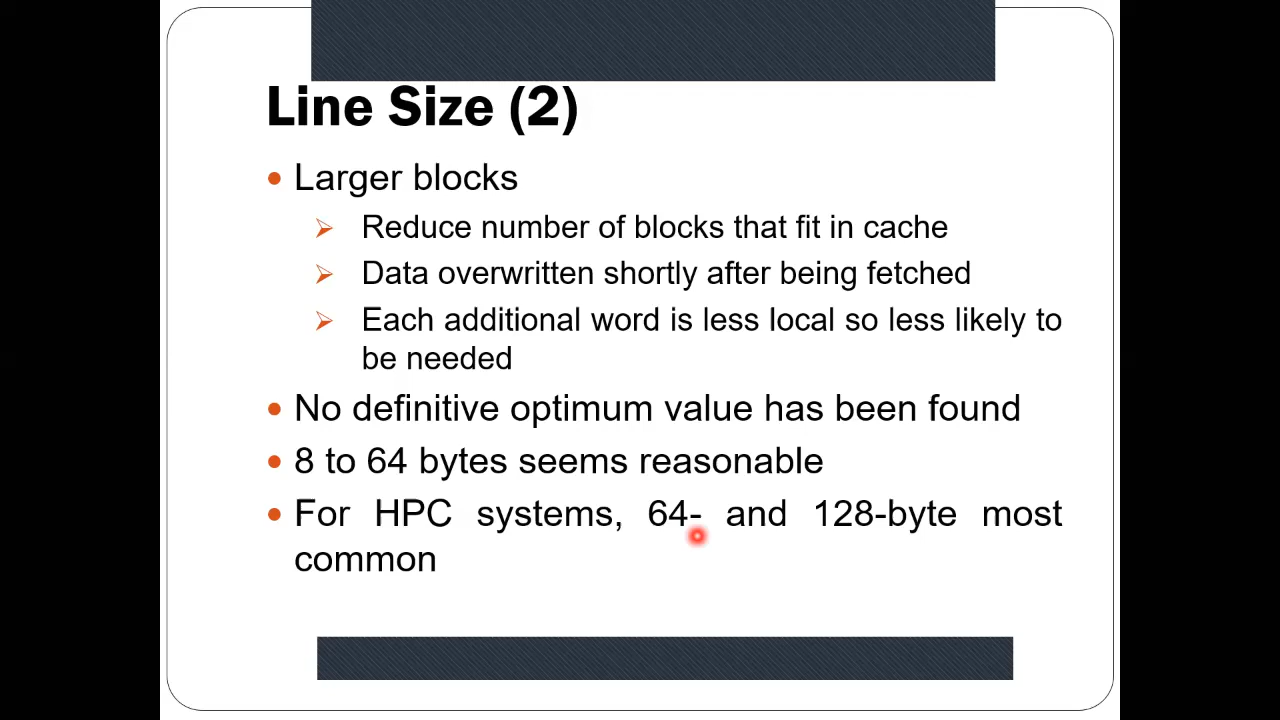 Line Size (2)
Larger blocks
Reduce number of blocks that fit in cache
Data overwritten shortly after being fetched
Each additional word is less local so less likely to
be needed
No definitive optimum value has been found
8 to 64 bytes seems reasonable
For HPC systems, 64- and 128-byte most
common